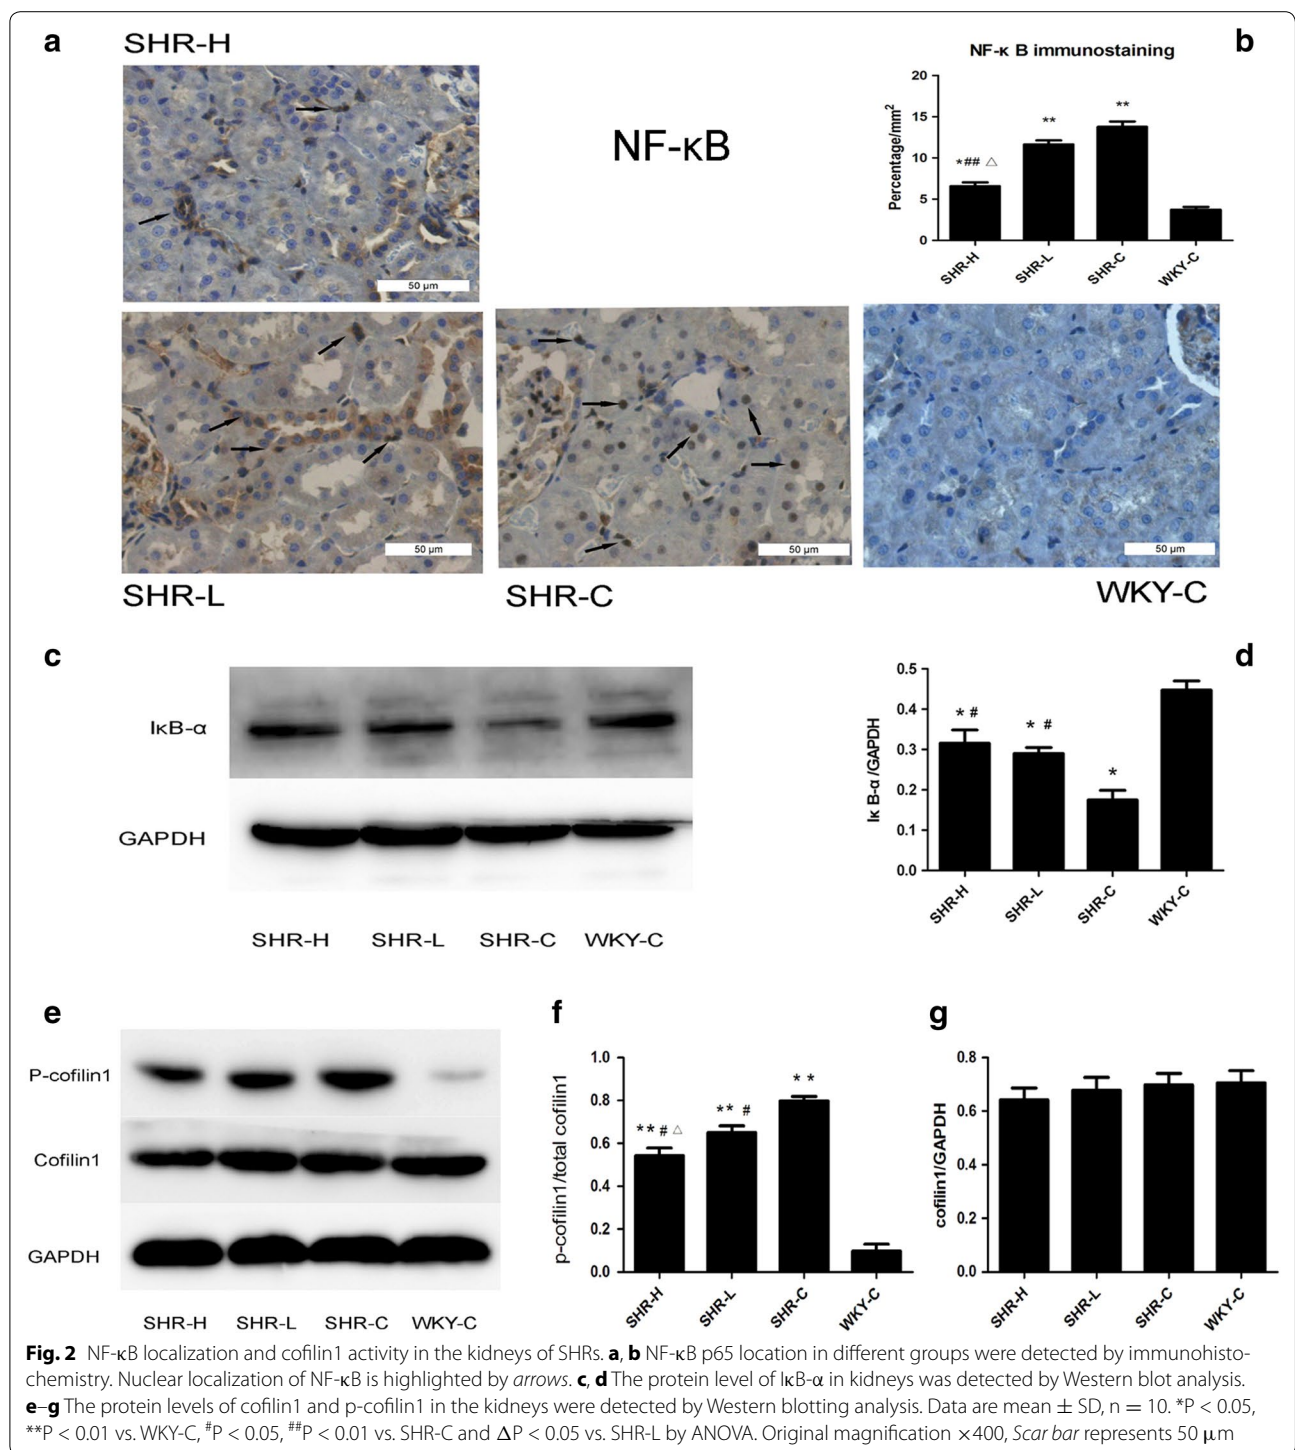 a
SHR-H
NF-κB
b
NF-κ B immunostaining
Percentage/mm2
20
15
10
5
0
*## △
**
**
SHR-H
SHR-L
SHR-C
WKY-C
50 µm
50 µm
50 µm
50 µm
SHR-L
SHR-C
WKY-C
c
IκB-α
GAPDH
SHR-H SHR-L SHR-C WKY-C
d
Iκ B-α /GAPDH
0.5
0.4
0.3
0.2
0.1
0.0
* #
* #
*
SHR-H
SHR-L
SHR-C
WKY-C
e
P-cofilin1
Cofilin1
GAPDH
SHR-H SHR-L SHR-C WKY-C
f
p-cofilin1/total cofilin1
1.0
0.8
0.6
0.4
0.2
0.0
** # △
** #
**
SHR-H
SHR-L
SHR-C
WKY-C
g
cofilin1/GAPDH
0.8
0.6
0.4
0.2
0.0
SHR-H
SHR-L
SHR-C
WKY-C
Fig. 2 NF-κB localization and cofilin1 activity in the kidneys of SHRs. a, b NF-κB p65 location in different groups were detected by immunohisto-
chemistry. Nuclear localization of NF-κB is highlighted by arrows. c, d The protein level of IκB-α in kidneys was detected by Western blot analysis.
e–g The protein levels of cofilin1 and p-cofilin1 in the kidneys were detected by Western blotting analysis. Data are mean ± SD, n = 10. *P < 0.05,
**P < 0.01 vs. WKY-C, #P < 0.05, ##P < 0.01 vs. SHR-C and ΔP < 0.05 vs. SHR-L by ANOVA. Original magnification ×400, Scar bar represents 50 µm